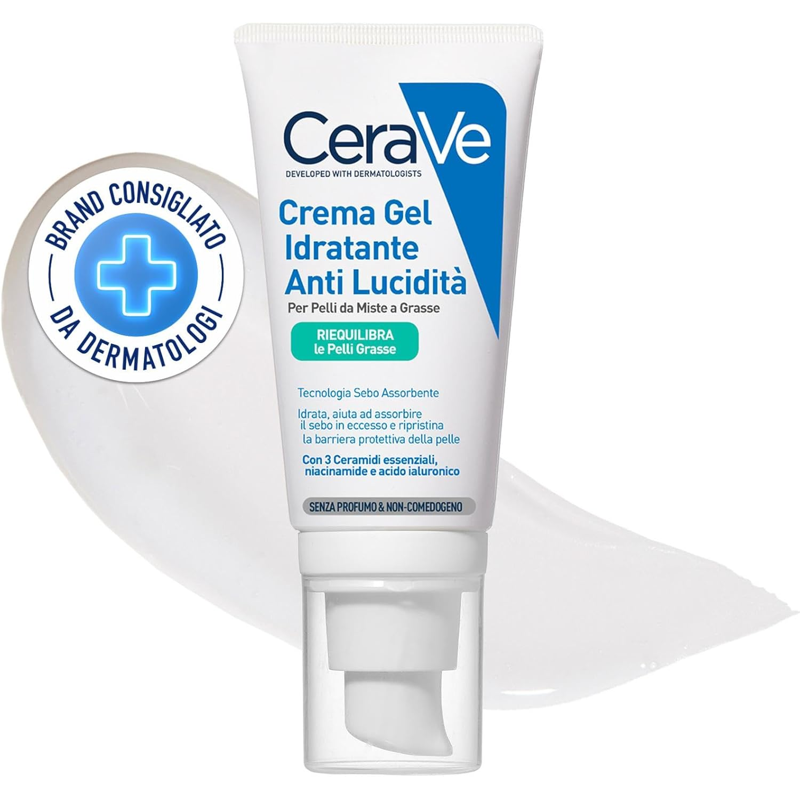 CeraVe
DEVELOPED WITH DERMATOLOGISTS
Crema Gel
Idratante
Anti Lucidità
Per Pelli da Miste a Grasse
RIEQUILIBRA
le Pelli Grasse
Tecnologia Sebo Assorbente
Idrata, aiuta ad assorbire
il sebo in eccesso e ripristina
la barriera protettiva della pelle
Con 3 Ceramidi essenziali,
niacinamide e acido ialuronico
SENZA PROFUMO & NON-COMEDOGENO
BRAND CONSIGLIATO
DA DERMATOLOGI